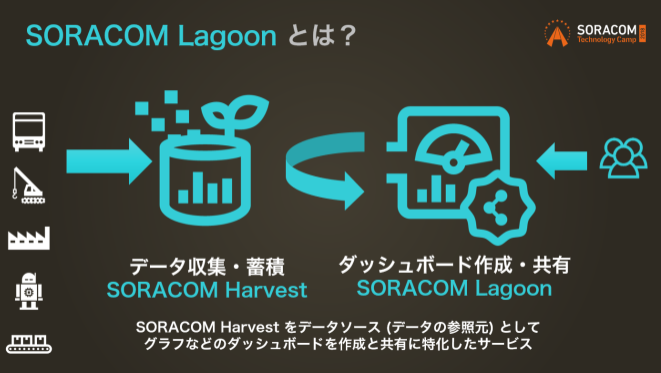 SORACOM Lagoon とは？
SORACOM
Technology Camp
データ収集・蓄積
SORACOM Harvest
ダッシュボード作成・共有
SORACOM Lagoon
SORACOM Harvest をデータソース (データの参照元) として
グラフなどのダッシュボードを作成と共有に特化したサービス